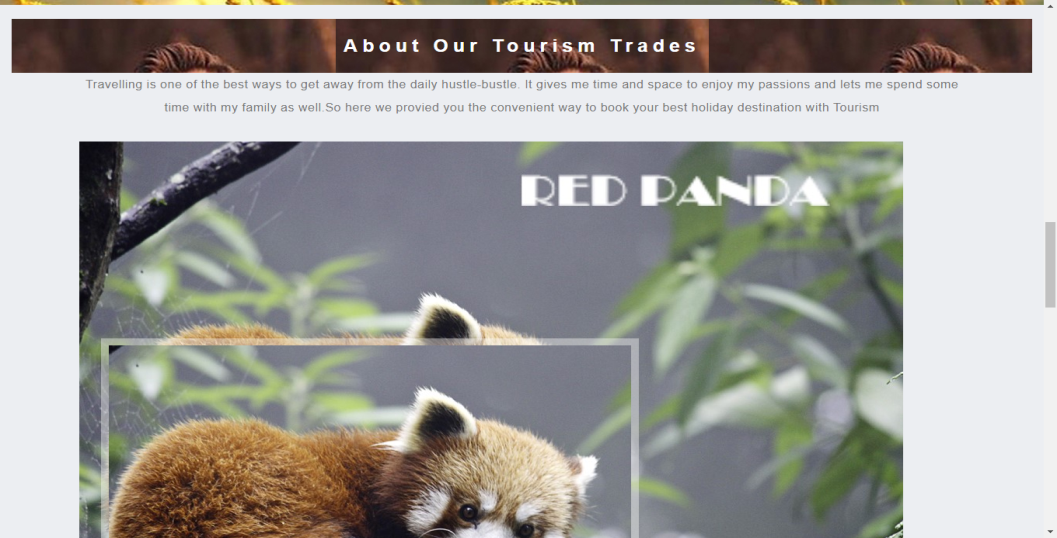 About Our Tourism Trades
Travelling is one of the best ways to get away from the daily hustle-bustle. It gives me time and space to enjoy my passions and lets me spend some
time with my family as well.So here we provied you the convenient way to book your best holiday destination with Tourism
RED PANDA